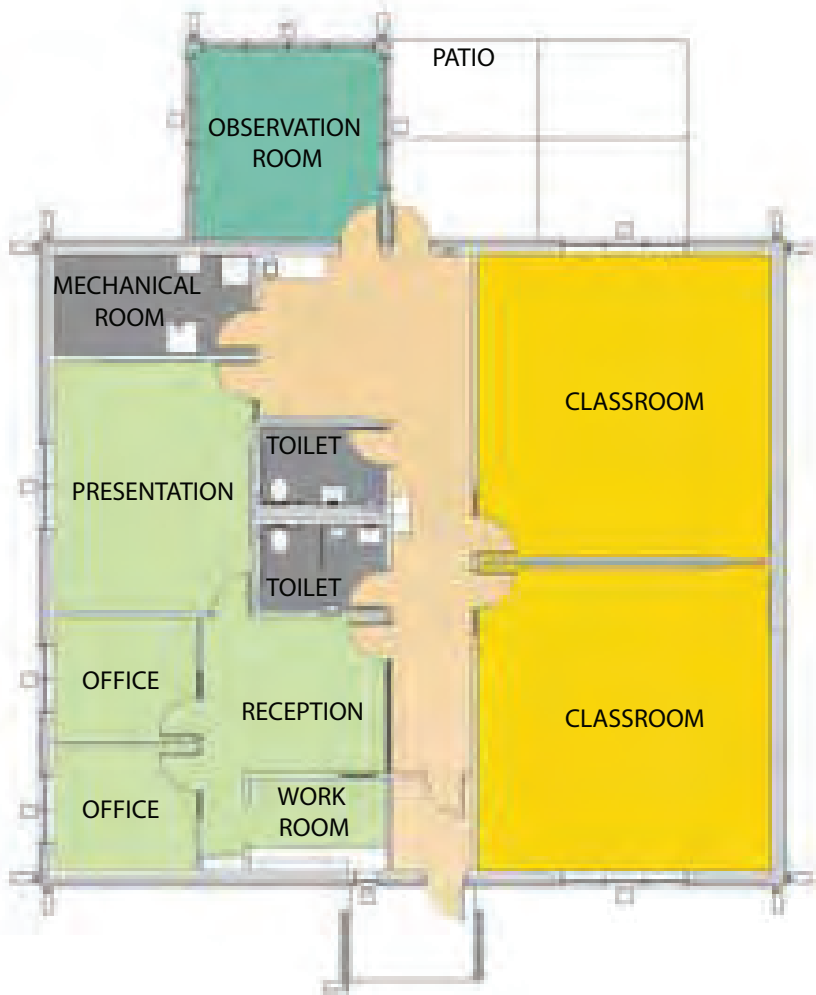 PATIO
OBSERVATION
ROOM
MECHANICAL
ROOM
CLASSROOM
TOILET
PRESENTATION
TOILET
OFFICE
RECEPTION
CLASSROOM
OFFICE
WORK
ROOM